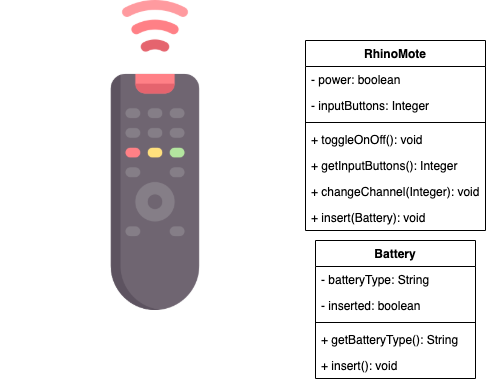 RhinoMote
- power: boolean
- inputButtons: Integer
+ toggleOnOff(): void
+ getInputButtons(): Integer
+ changeChannel(Integer): void
+ insert(Battery): void
Battery
- batteryType: String
- inserted: boolean
+ getBatteryType(): String
+ insert(): void